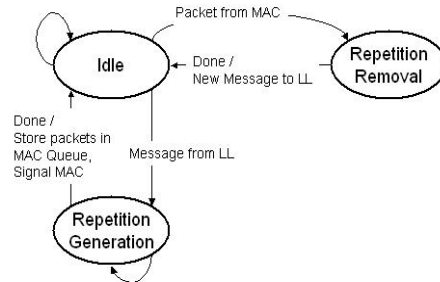 Packet from MAC
Idle
Done /
New Message to LL
Repetition
Removal
Done /
Store packets in
MAC Queue,
Signal MAC
Message from LL
Repetition
Generation